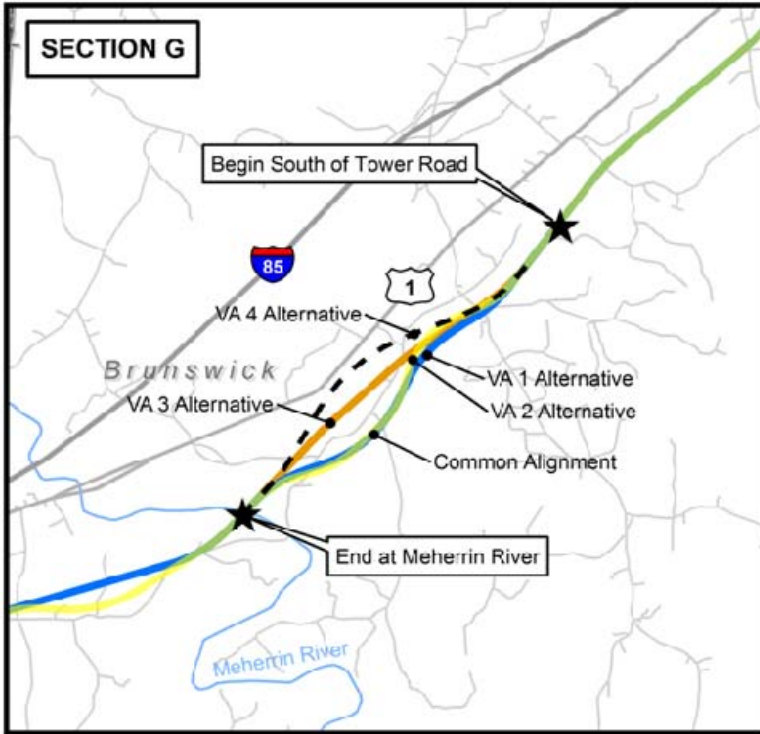 SECTION G
Begin South of Tower Road
85
1
VA 4 Alternative
Brunswick
VA 1 Alternative
VA 3 Alternative
VA 2 Alternative
Common Alignment
End at Meherrin River
Meherrin River